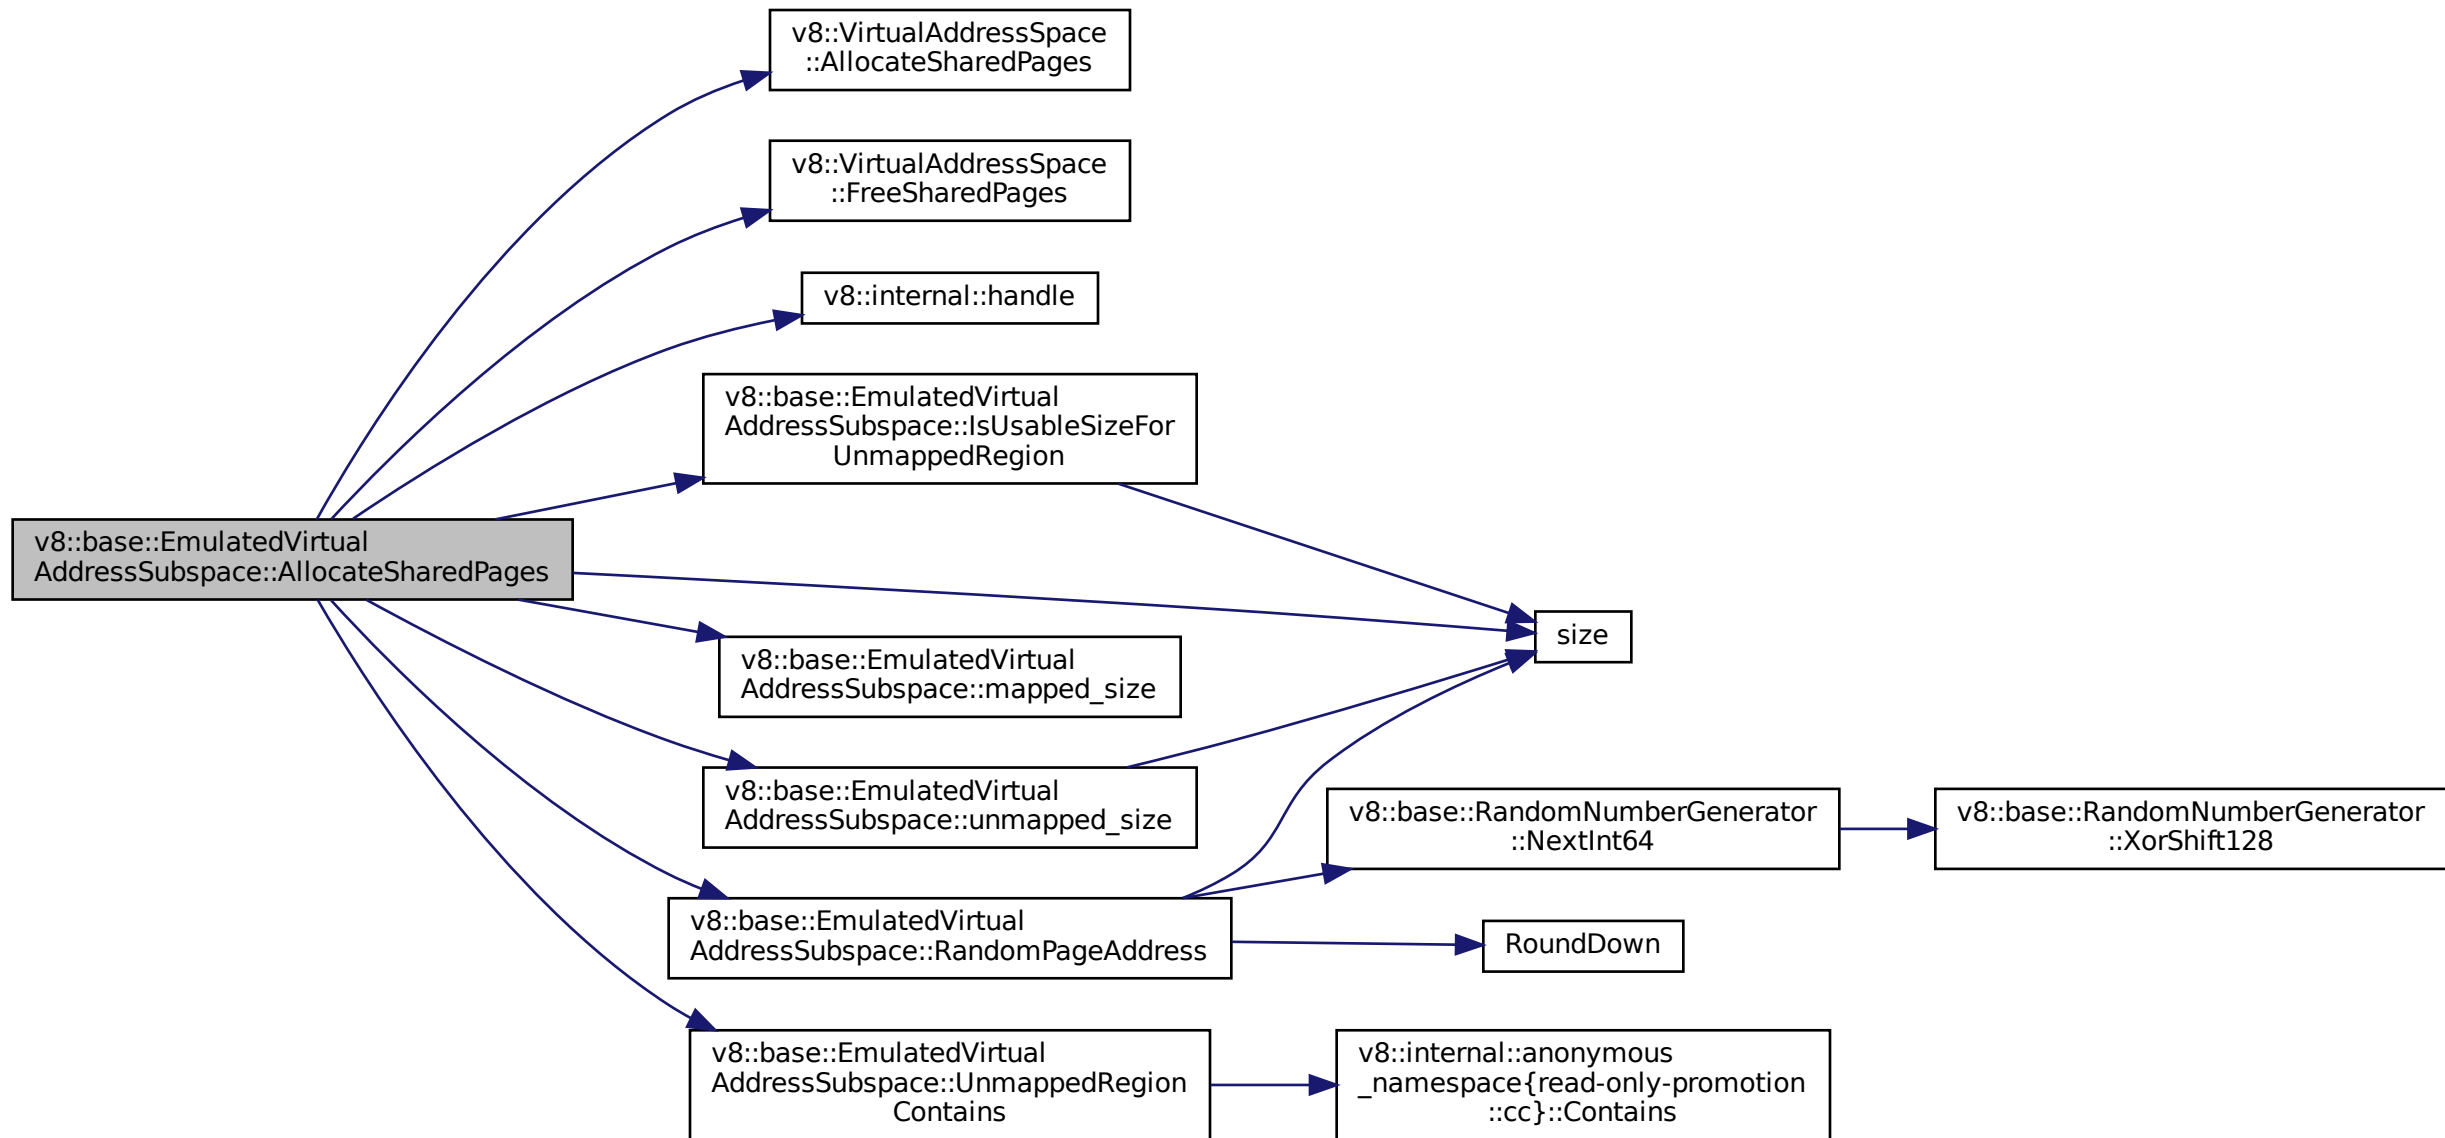 v8::VirtualAddressSpace
::AllocateSharedPages
v8::VirtualAddressSpace
::FreeSharedPages
v8::internal::handle
v8::base::EmulatedVirtual
AddressSubspace::IsUsableSizeFor
UnmappedRegion
v8::base::EmulatedVirtual
AddressSubspace::AllocateSharedPages
size
v8::base::EmulatedVirtual
AddressSubspace::mapped_size
v8::base::EmulatedVirtual
AddressSubspace::unmapped_size
v8::base::RandomNumberGenerator
::NextInt64
v8::base::RandomNumberGenerator
::XorShift128
v8::base::EmulatedVirtual
AddressSubspace::RandomPageAddress
RoundDown
v8::base::EmulatedVirtual
AddressSubspace::UnmappedRegion
Contains
v8::internal::anonymous
_namespace{read-only-promotion
::cc}::Contains